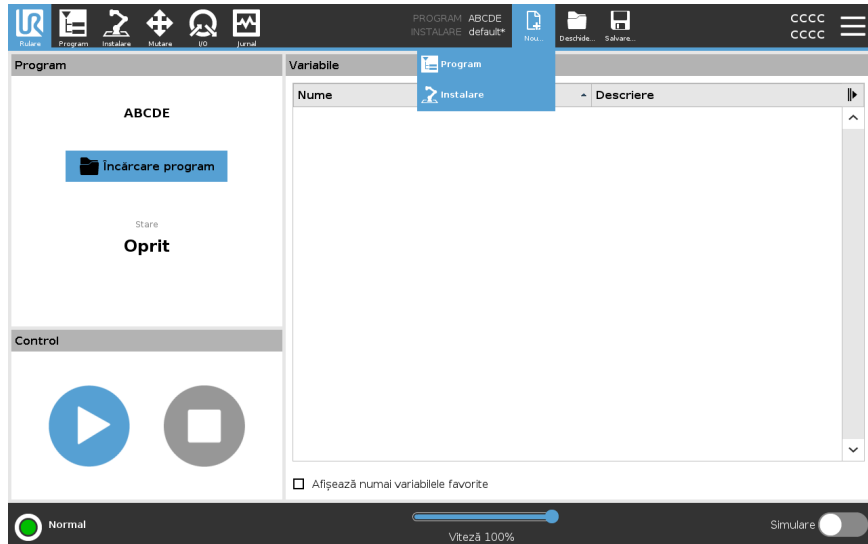 UR
Rulare
Program
Instalare
Mutare
I/O
Jurnal
PROGRAM ABCDE
INSTALARE default*
Nou...
Deschide...
Salvare...
CCCC
CCCC
Program
Variabile
Program
Instalare
Nume
Descriere
ABCDE
Încărcare program
Stare
Oprit
Control
Afișează numai variabilele favorite
Normal
Viteză 100%
Simulare